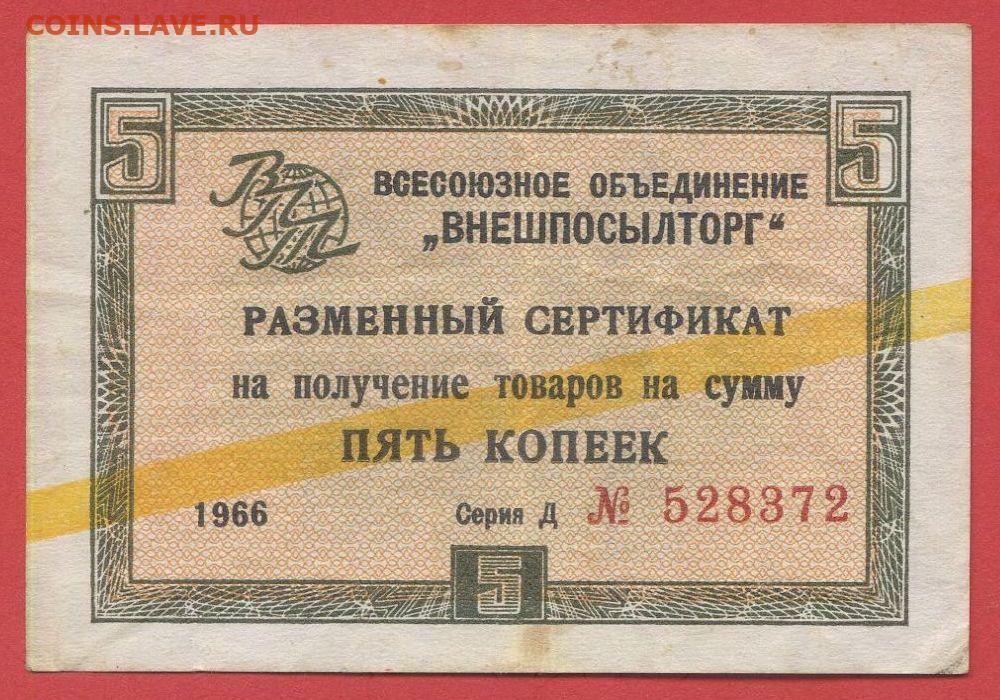 COINS.LAVE.RU
5 5
ВПТ
ВСЕСОЮЗНОЕ ОБЪЕДИНЕНИЕ
„ВНЕШПОСЫЛТОРГ“
РАЗМЕННЫЙ СЕРТИФИКАТ
на получение товаров на сумму
ПЯТЬ КОПЕЕК
1966 Серия Д № 528372
5